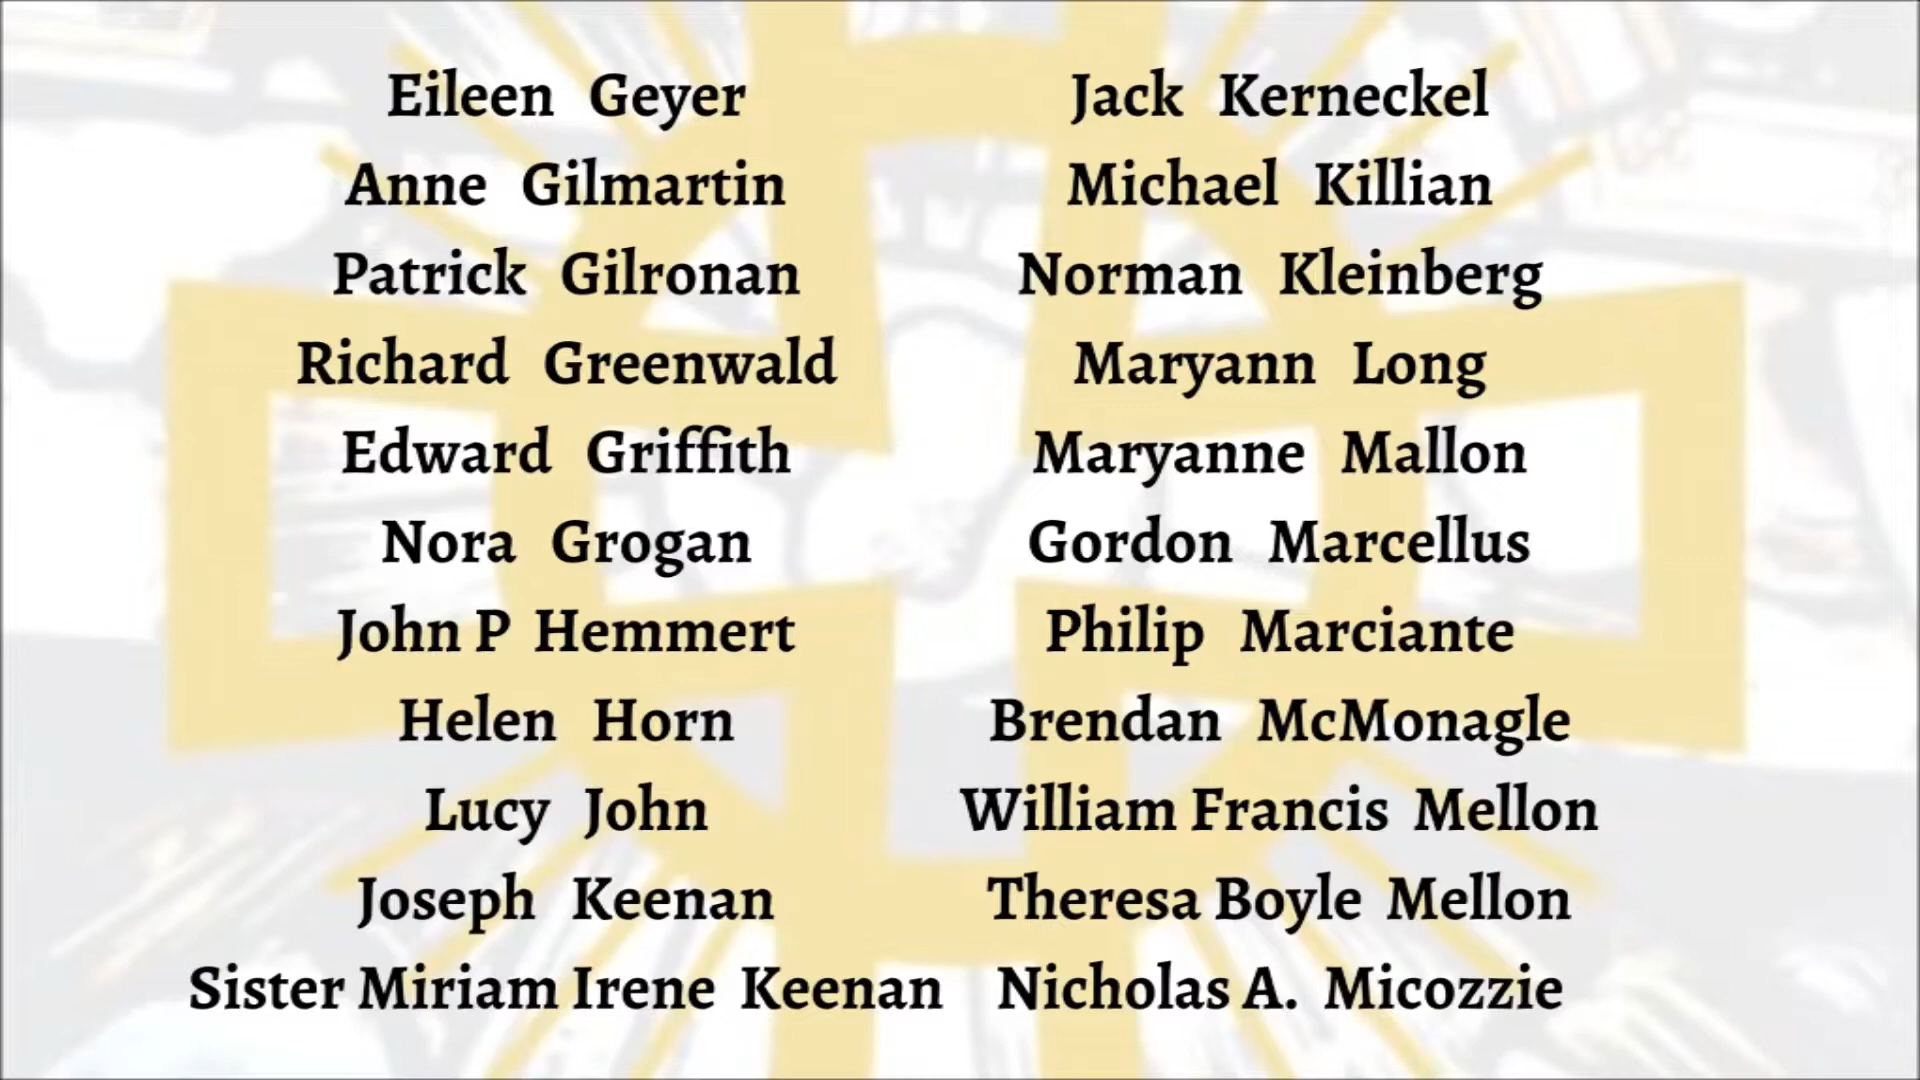 Eileen Geyer
Anne Gilmartin
Patrick Gilronan
Richard Greenwald
Edward Griffith
Nora Grogan
John P Hemmert
Helen Horn
Lucy John
Joseph Keenan
Sister Miriam Irene Keenan
Jack Kerneckel
Michael Killian
Norman Kleinberg
Maryann Long
Maryanne Mallon
Gordon Marcellus
Philip Marciante
Brendan McMonagle
William Francis Mellon
Theresa Boyle Mellon
Nicholas A. Micozzie